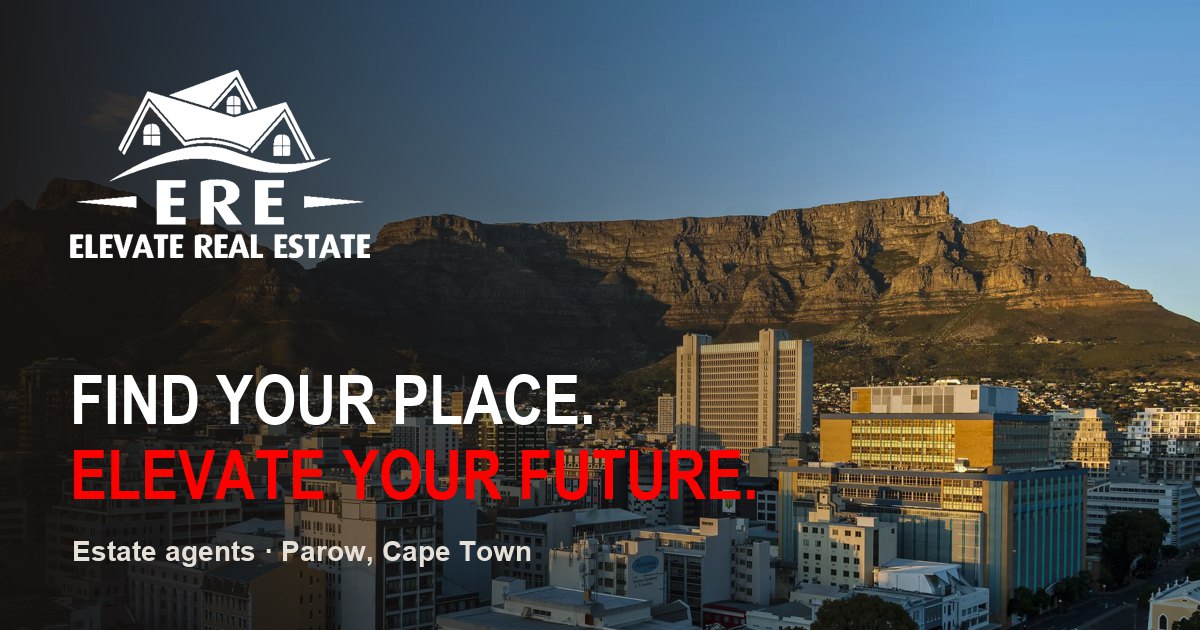 ERE
ELEVATE REAL ESTATE
FIND YOUR PLACE.
ELEVATE YOUR FUTURE.
Estate agents · Parow, Cape Town